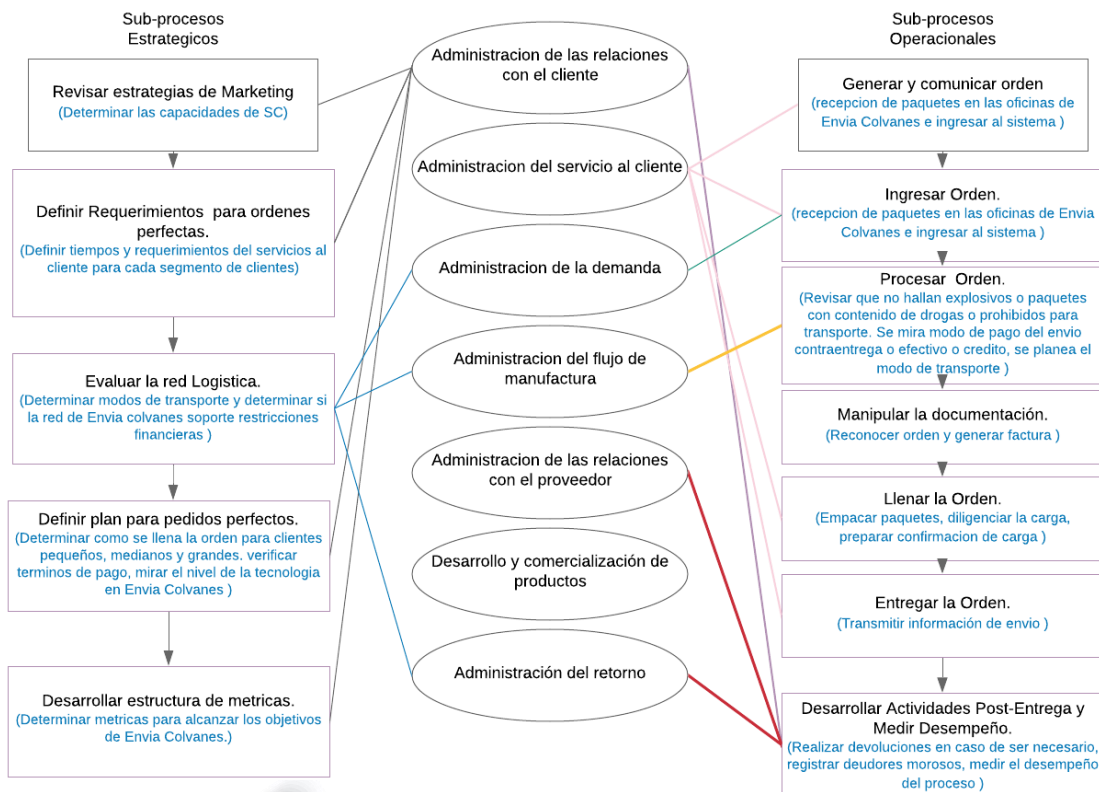 Sub-procesos
Estrategicos
Revisar estrategias de Marketing
(Determinar las capacidades de SC)
Definir Requerimientos para ordenes
perfectas.
(Definir tiempos y requerimientos del servicios al
cliente para cada segmento de clientes)
Evaluar la red Logistica.
(Determinar modos de transporte y determinar si
la red de Envia colvanes soporte restricciones
financieras )
Definir plan para pedidos perfectos.
(Determinar como se llena la orden para clientes
pequeños, medianos y grandes. verificar
terminos de pago, mirar el nivel de la tecnologia
en Envia Colvanes )
Desarrollar estructura de metricas.
(Determinar metricas para alcanzar los objetivos
de Envia Colvanes.)
Administracion de las relaciones
con el cliente
Administracion del servicio al cliente
Administracion de la demanda
Administracion del flujo de
manufactura
Administracion de las relaciones
con el proveedor
Desarrollo y comercialización de
productos
Administración del retorno
Sub-procesos
Operacionales
Generar y comunicar orden
(recepcion de paquetes en las oficinas de
Envia Colvanes e ingresar al sistema )
Ingresar Orden.
(recepcion de paquetes en las oficinas de Envia
Colvanes e ingresar al sistema )
Procesar Orden.
(Revisar que no hallan explosivos o paquetes
con contenido de drogas o prohibidos para
transporte. Se mira modo de pago del envio
contraentrega o efectivo o credito, se planea el
modo de transporte )
Manipular la documentación.
(Reconocer orden y generar factura )
Llenar la Orden.
(Empacar paquetes, diligenciar la carga,
preparar confirmacion de carga )
Entregar la Orden.
(Transmitir información de envio )
Desarrollar Actividades Post-Entrega y
Medir Desempeño.
(Realizar devoluciones en caso de ser necesario,
registrar deudores morosos, medir el desempeño
del proceso )